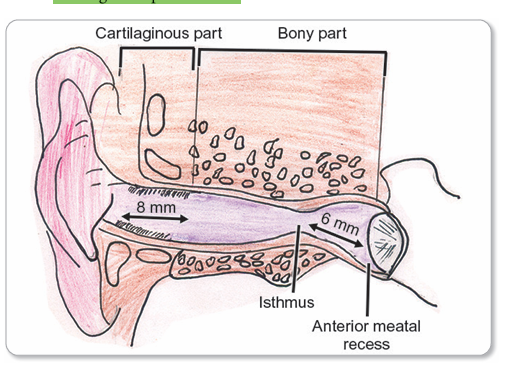 Cartilaginous part
Bony part
8 mm
6 mm
Isthmus
Anterior meatal
recess